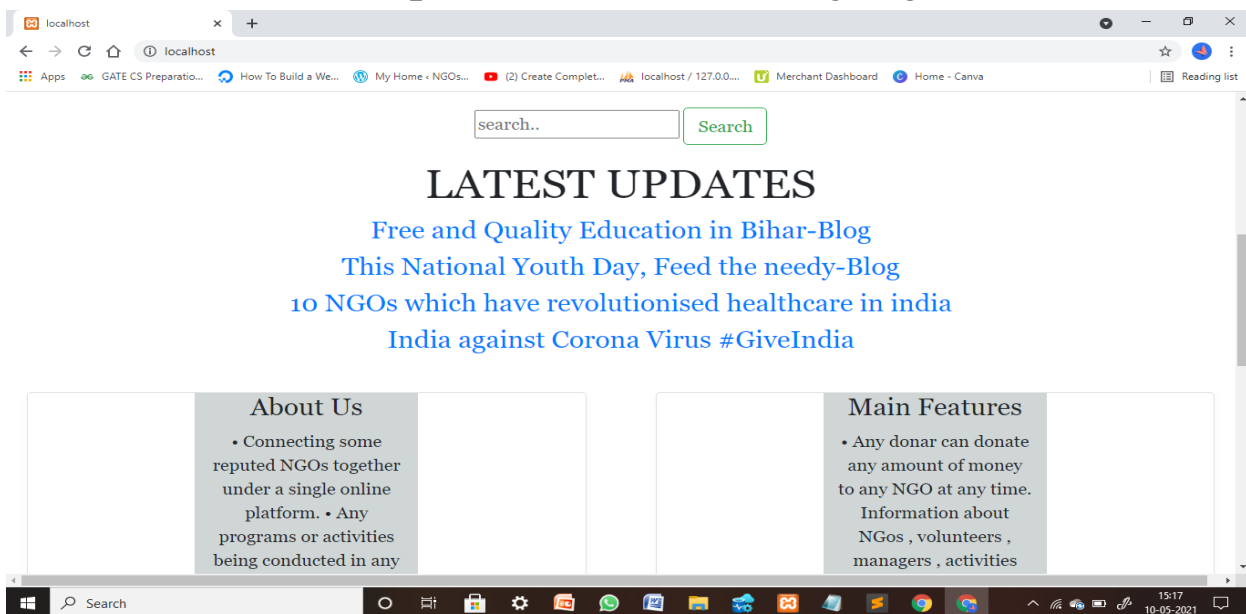 localhost
localhost
Apps GATE CS Preparatio... How To Build a We... My Home ‹ NGOs... (2) Create Complet... localhost / 127.0.0.... Merchant Dashboard Home - Canva Reading list
search.. Search
LATEST UPDATES
Free and Quality Education in Bihar-Blog
This National Youth Day, Feed the needy-Blog
10 NGOs which have revolutionised healthcare in india
India against Corona Virus #GiveIndia
About Us
• Connecting some
reputed NGOs together
under a single online
platform. • Any
programs or activities
being conducted in any
Main Features
• Any donar can donate
any amount of money
to any NGO at any time.
Information about
NGos , volunteers ,
managers , activities
Search
15:17
10-05-2021